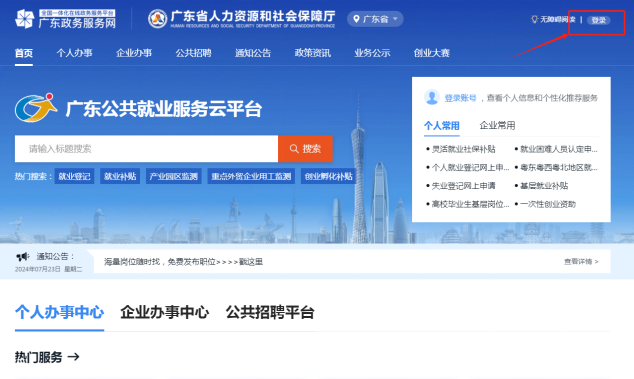 全国一体化在线政务服务平台
广东政务服务网
广东省人力资源和社会保障厅
HUMAN RESOURCES AND SOCIAL SECURITY DEPARTMENT OF GUANGDONG PROVINCE
广东省
无障碍阅读 | 登录
首页 个人办事 企业办事 公共招聘 通知公告 政策资讯 业务公示 创业大赛
广东公共就业服务云平台
请输入标题搜索 搜索
热门搜索： 就业登记 就业补贴 产业园区监测 重点外贸企业用工监测 创业孵化补贴
登录账号，查看个人信息和个性化推荐服务
个人常用 企业常用
• 灵活就业社保补贴 • 就业困难人员认定申...
• 个人就业登记网上申... • 粤东粤西粤北地区就...
• 失业登记网上申请 • 基层就业补贴
• 高校毕业生基层岗位... • 一次性创业资助
通知公告：
2024年07月23日 星期二
海量岗位随时找，免费发布职位>>>>戳这里
查看详情 >
个人办事中心 企业办事中心 公共招聘平台
热门服务 →